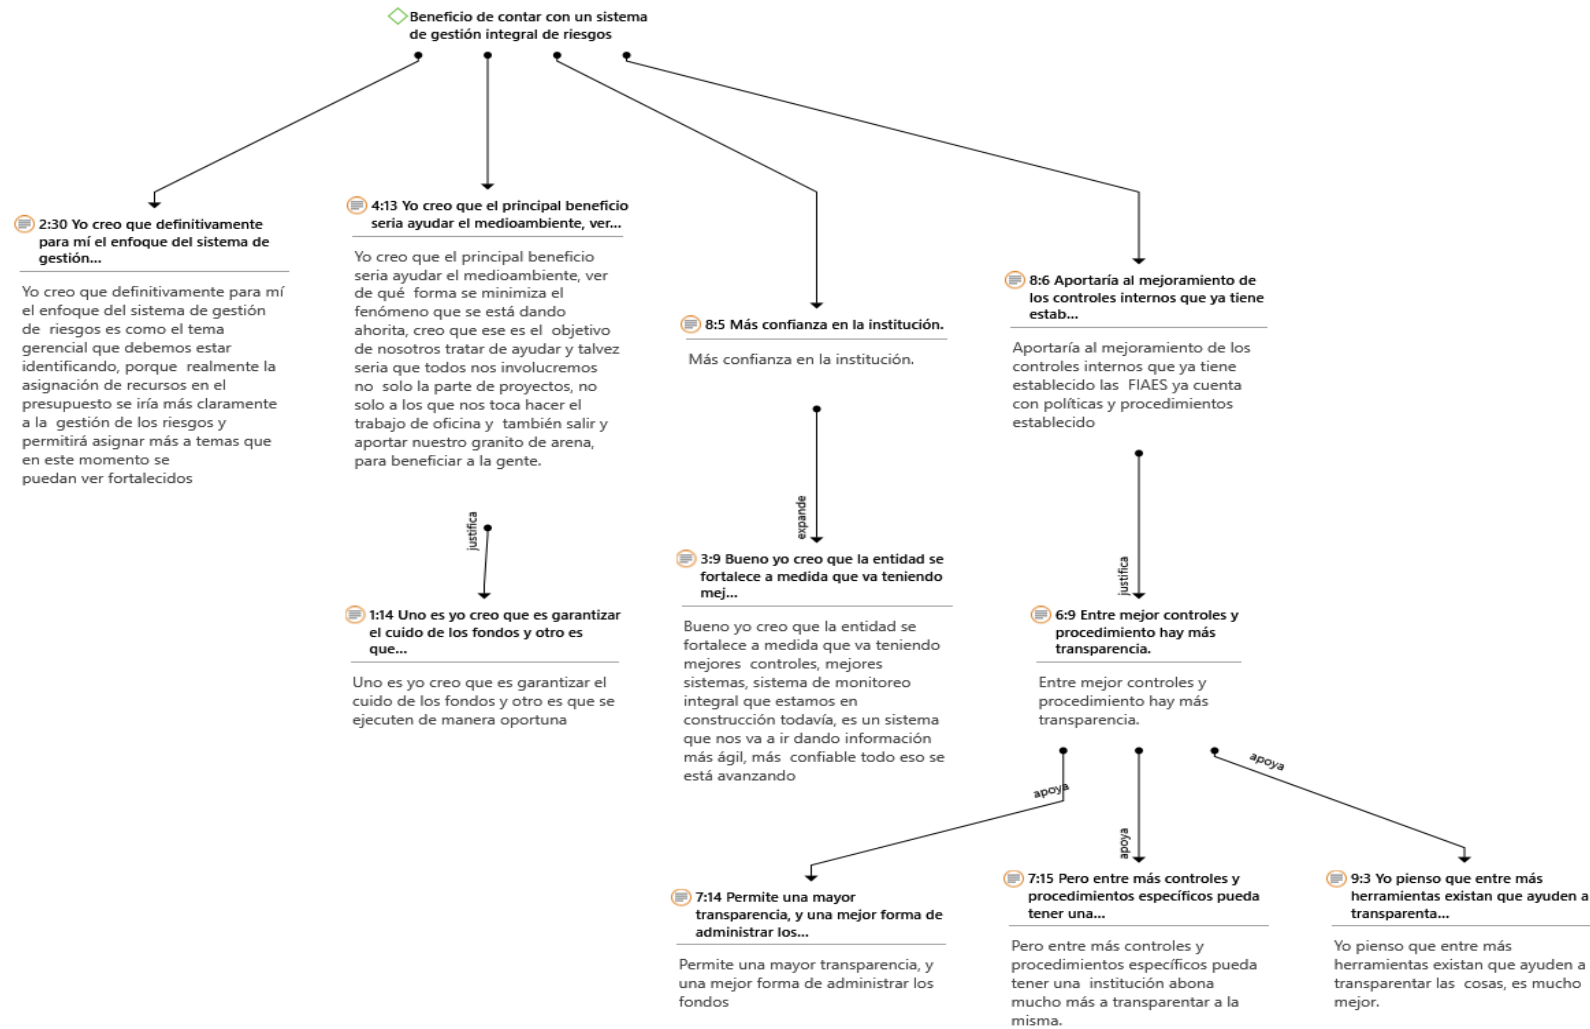 Beneficio de contar con un sistema
de gestión integral de riesgos
2:30 Yo creo que definitivamente
para mí el enfoque del sistema de
gestión...
Yo creo que definitivamente para mí
el enfoque del sistema de gestión
de riesgos es como el tema
gerencial que debemos estar
identificando, porque realmente la
asignación de recursos en el
presupuesto se iría más claramente
a la gestión de los riesgos y
permitirá asignar más a temas que
en este momento se
puedan ver fortalecidos
4:13 Yo creo que el principal beneficio
seria ayudar el medioambiente, ver...
Yo creo que el principal beneficio
seria ayudar el medioambiente, ver
de qué forma se minimiza el
fenómeno que se está dando
ahorita, creo que ese es el objetivo
de nosotros tratar de ayudar y talvez
seria que todos nos involucremos
no solo la parte de proyectos, no
solo a los que nos toca hacer el
trabajo de oficina y también salir y
aportar nuestro granito de arena,
para beneficiar a la gente.
justifica
1:14 Uno es yo creo que es garantizar
el cuido de los fondos y otro es
que...
Uno es yo creo que es garantizar el
cuido de los fondos y otro es que se
ejecuten de manera oportuna
8:5 Más confianza en la institución.
Más confianza en la institución.
expande
3:9 Bueno yo creo que la entidad se
fortalece a medida que va teniendo
mej...
Bueno yo creo que la entidad se
fortalece a medida que va teniendo
mejores controles, mejores
sistemas, sistema de monitoreo
integral que estamos en
construcción todavía, es un sistema
que nos va a ir dando información
más ágil, más confiable todo eso se
está avanzando
8:6 Aportaría al mejoramiento de
los controles internos que ya tiene
estab...
Aportaría al mejoramiento de los
controles internos que ya tiene
establecido las FIAES ya cuenta
con políticas y procedimientos
establecido
justifica
6:9 Entre mejor controles y
procedimiento hay más
transparencia.
Entre mejor controles y
procedimiento hay más
transparencia.
apoya
apoya
apoya
7:14 Permite una mayor
transparencia, y una mejor forma de
administrar los...
Permite una mayor transparencia, y
una mejor forma de administrar los
fondos
7:15 Pero entre más controles y
procedimientos específicos pueda
tener una...
Pero entre más controles y
procedimientos específicos pueda
tener una institución abona
mucho más a transparentar a la
misma.
9:3 Yo pienso que entre más
herramientas existan que ayuden a
transparenta...
Yo pienso que entre más
herramientas existan que ayuden a
transparentar las cosas, es mucho
mejor.